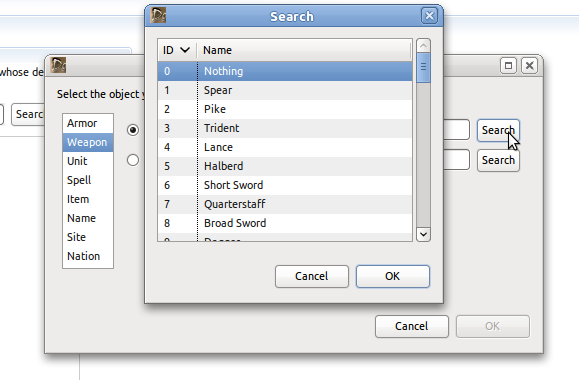 Search
ID Name
0 Nothing
1 Spear
2 Pike
3 Trident
4 Lance
5 Halberd
6 Short Sword
7 Quarterstaff
8 Broad Sword
Cancel OK
whose de
Searc
Select the object
Armor
Weapon
Unit
Spell
Item
Name
Site
Nation
Search
Search
Cancel OK